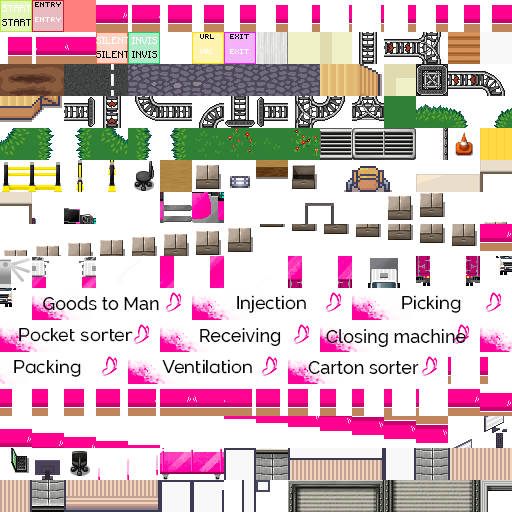 START ENTRY
START ENTRY
URL EXIT
SILENT INVIS URL EXIT
SILENT INVIS
Goods to Man Injection Picking
Pocket sorter Receiving Closing machine
Packing Ventilation Carton sorter